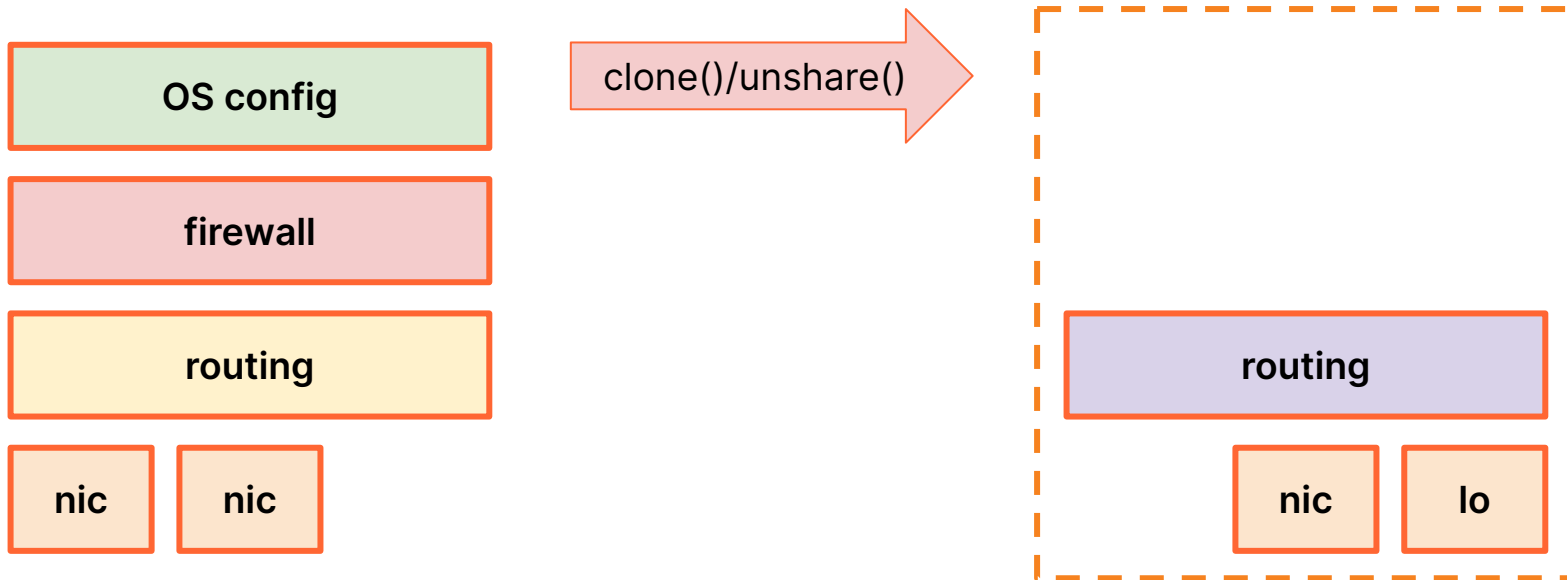 OS config
clone()/unshare()
firewall
routing
routing
nic
nic
nic
lo